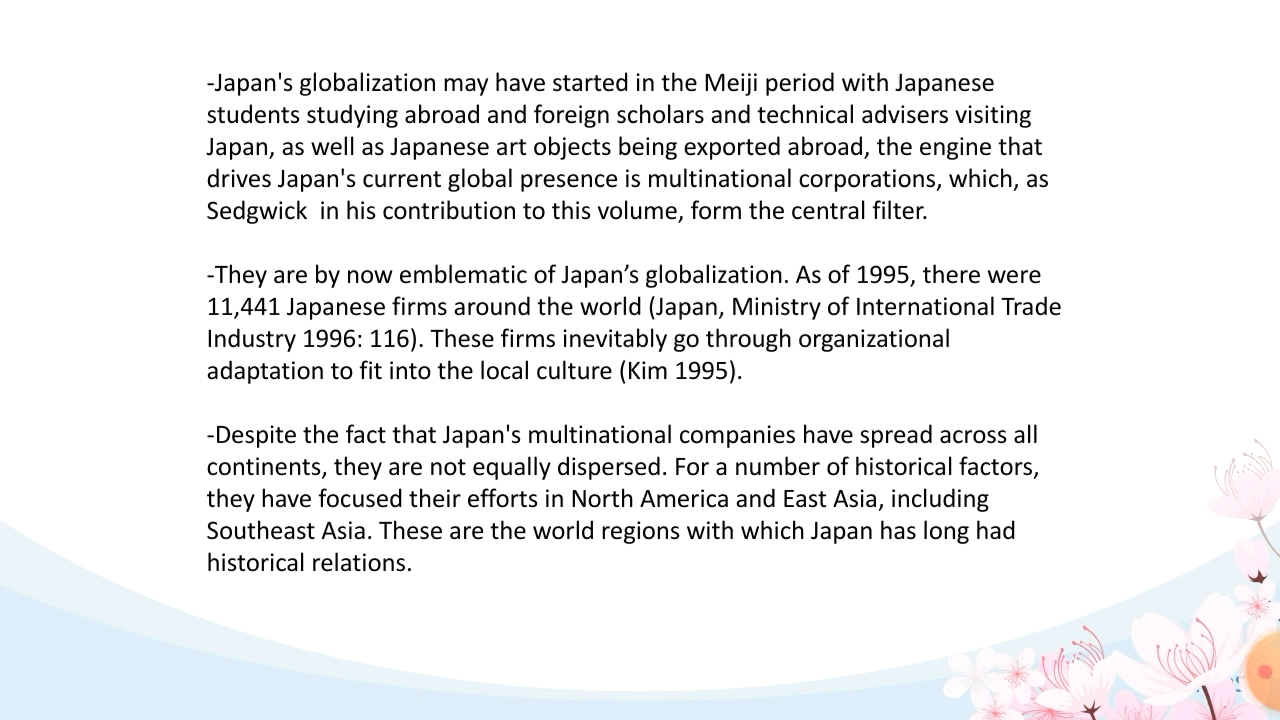 -Japan's globalization may have started in the Meiji period with Japanese
students studying abroad and foreign scholars and technical advisers visiting
Japan, as well as Japanese art objects being exported abroad, the engine that
drives Japan's current global presence is multinational corporations, which, as
Sedgwick  in his contribution to this volume, form the central filter.
-They are by now emblematic of Japan’s globalization. As of 1995, there were
11,441 Japanese firms around the world (Japan, Ministry of International Trade
Industry 1996: 116). These firms inevitably go through organizational
adaptation to fit into the local culture (Kim 1995).
-Despite the fact that Japan's multinational companies have spread across all
continents, they are not equally dispersed. For a number of historical factors,
they have focused their efforts in North America and East Asia, including
Southeast Asia. These are the world regions with which Japan has long had
historical relations.